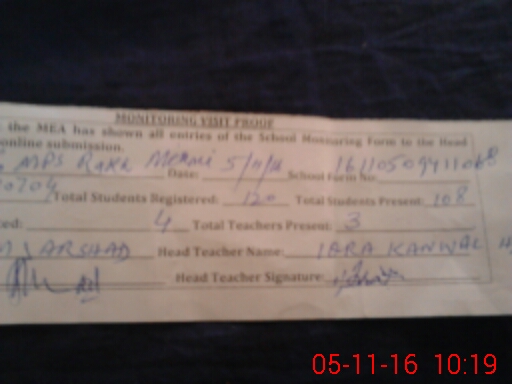 MONITORING VISIT PROOF
the MEA has shown all entries of the School Monitoring Form to the Head
online submission.
MPS Rakh Date: 5/11/16 School Form No:
Total Students Registered: 120 Total Students Present: 108
4 Total Teachers Present: 3
ARSHAD Head Teacher Name: IQRA KANWAL
Head Teacher Signature:
05-11-16 10:19